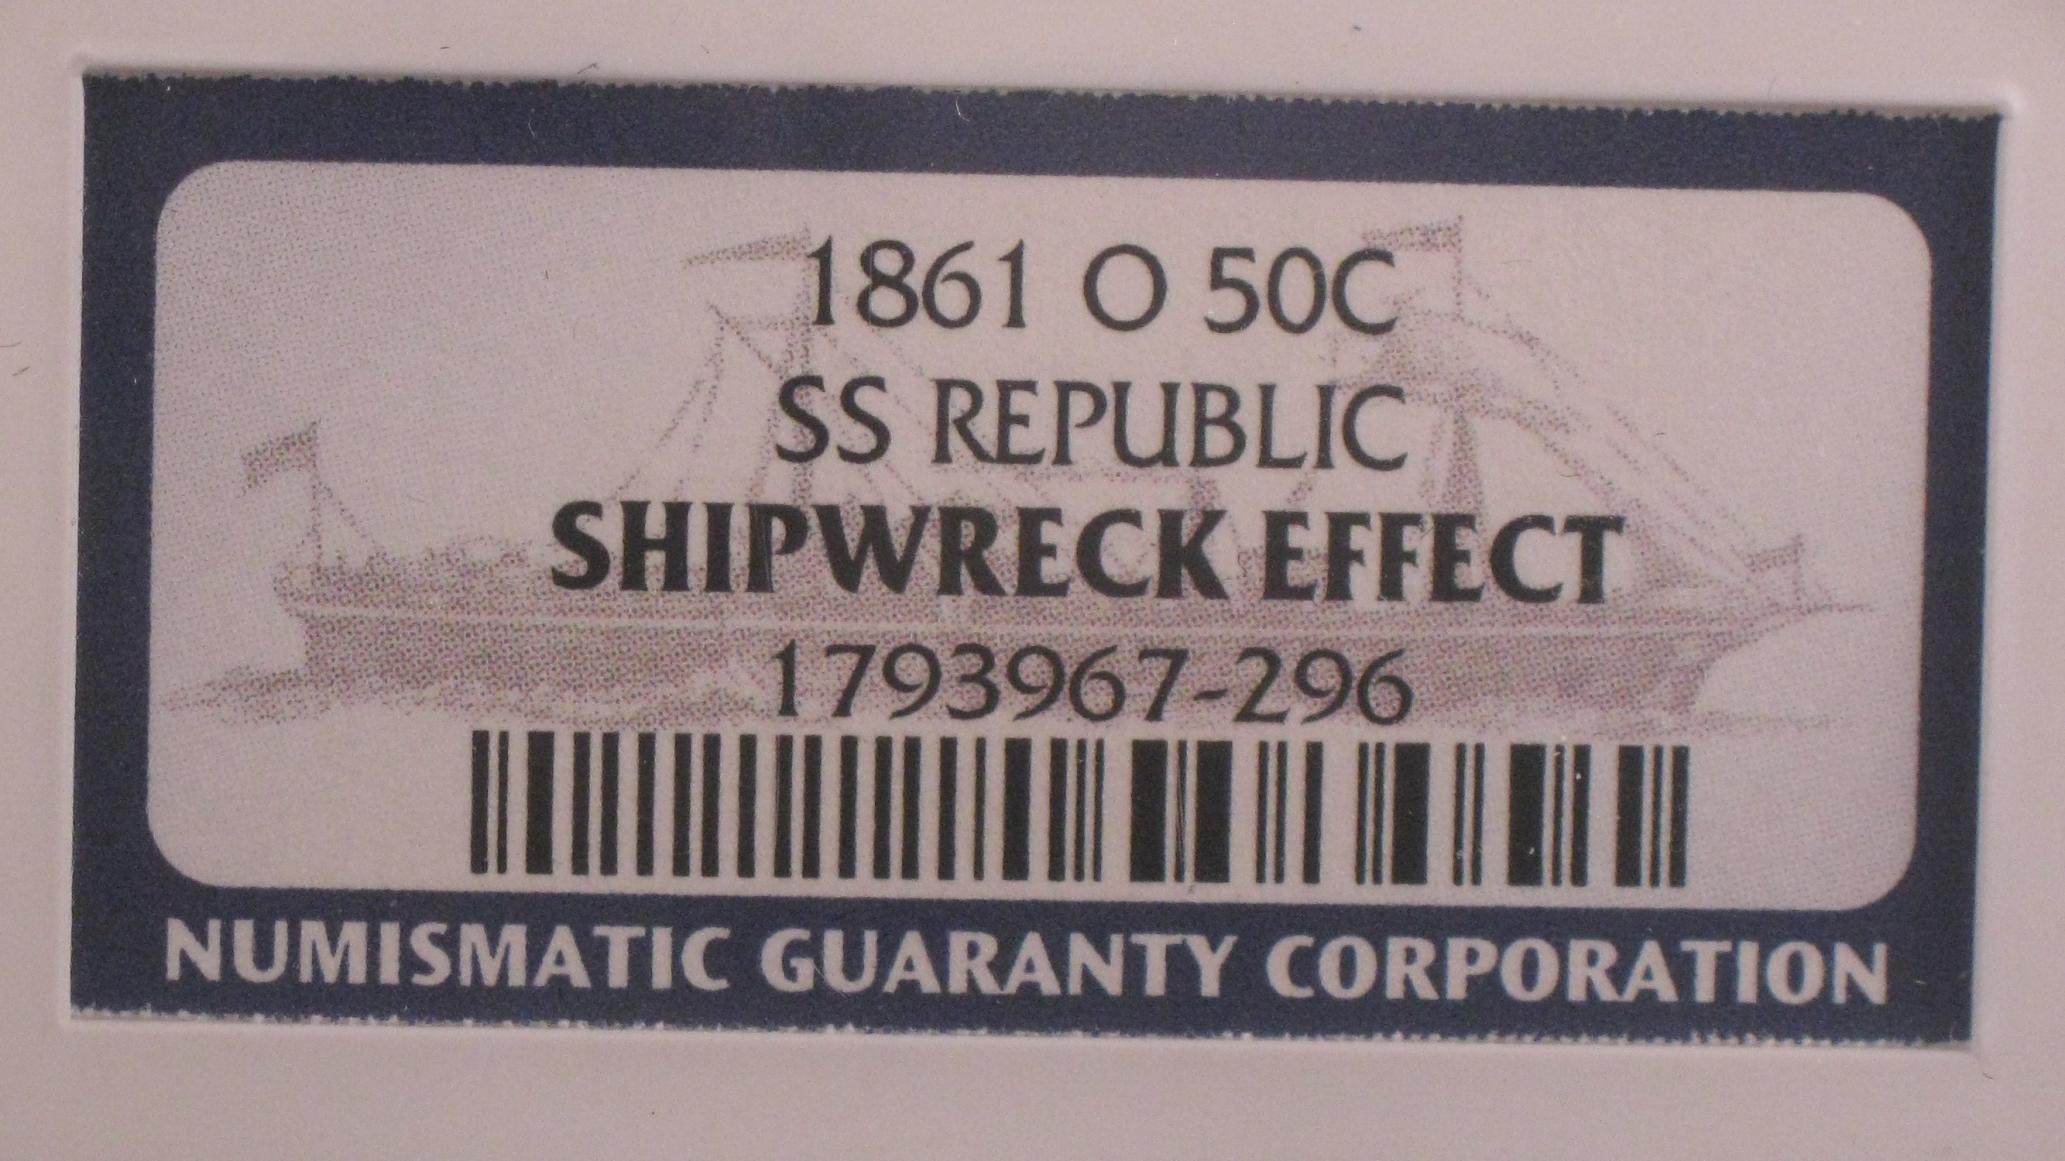 1861 O 50C
SS REPUBLIC
SHIPWRECK EFFECT
1793967-296
NUMISMATIC GUARANTY CORPORATION